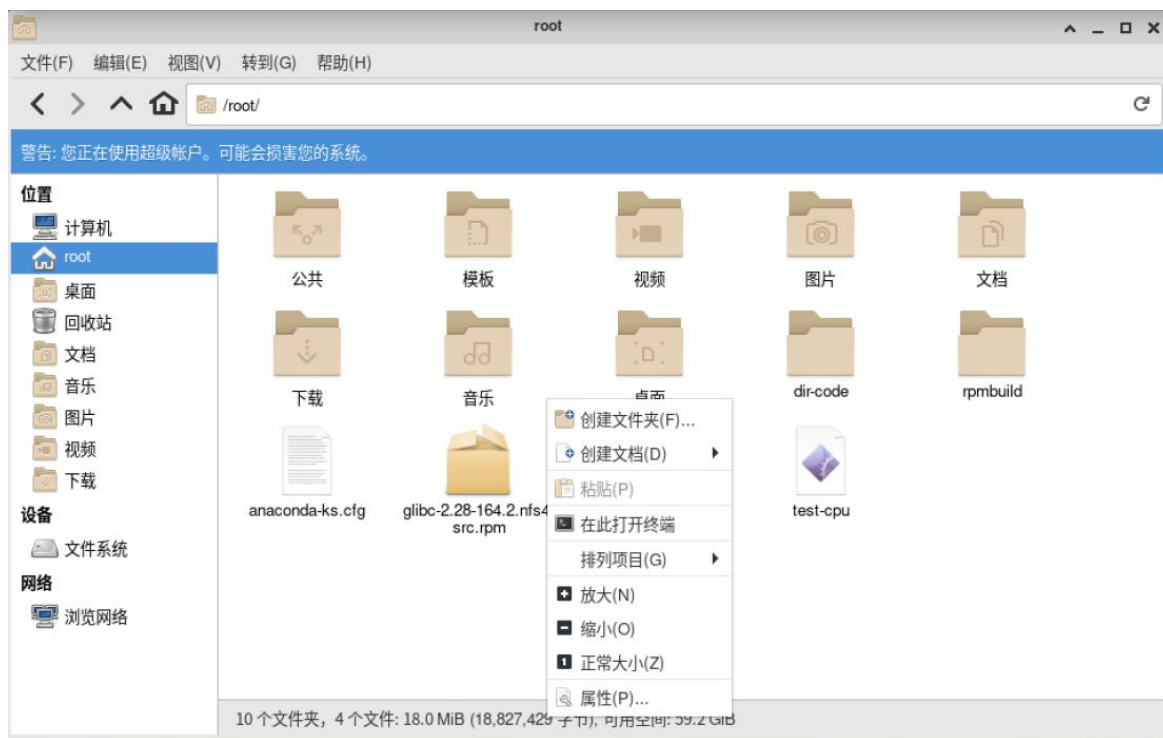 root
文件(F) 编辑(E) 视图(V) 转到(G) 帮助(H)
/root/
警告: 您正在使用超级帐户。可能会损害您的系统。
位置
计算机
root
桌面
回收站
文档
音乐
图片
视频
下载
设备
文件系统
网络
浏览网络
公共 模板 视频 图片 文档
下载 音乐 桌面 dir-code rpmbuild
anaconda-ks.cfg glibc-2.28-164.2.nfs4 test-cpu
src.rpm
创建文件夹(F)...
创建文档(D)
粘贴(P)
在此打开终端
排列项目(G)
放大(N)
缩小(O)
正常大小(Z)
属性(P)...
10 个文件夹，4 个文件: 18.0 MiB (18,827,429 字节), 可用空间: 59.2 GiB